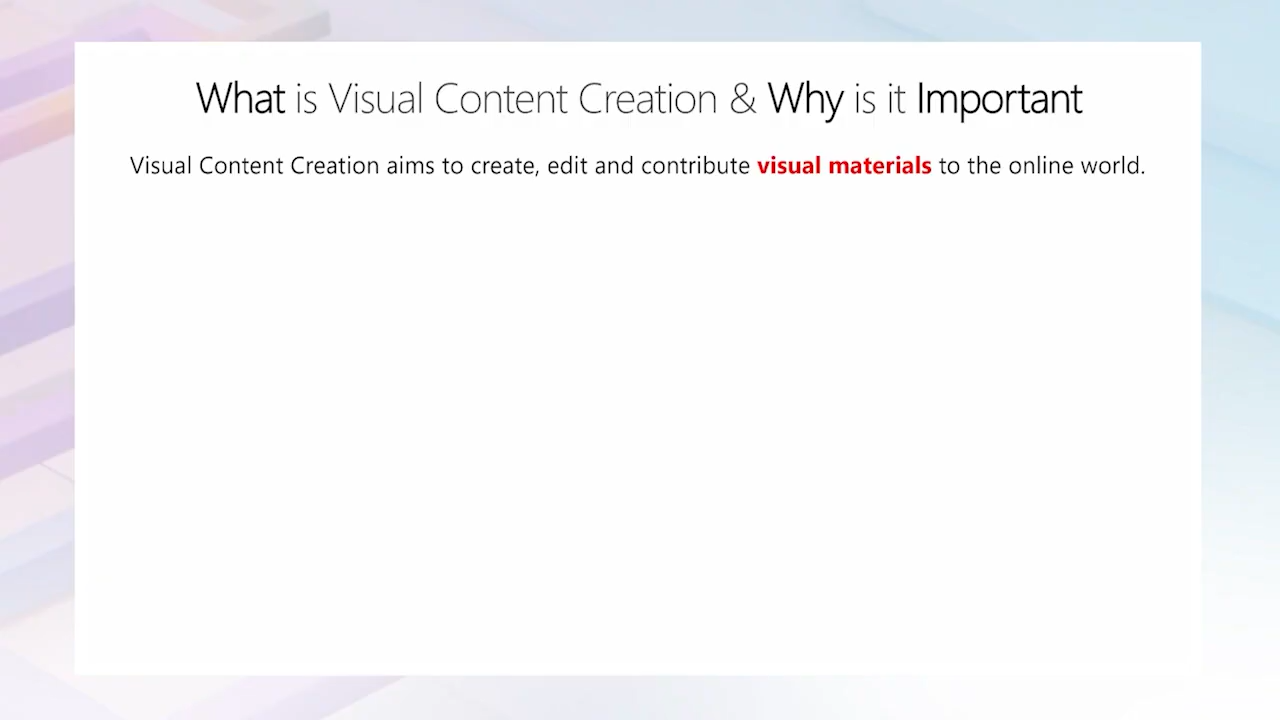 What is Visual Content Creation & Why is it Important
Visual Content Creation aims to create, edit and contribute visual materials to the online world.